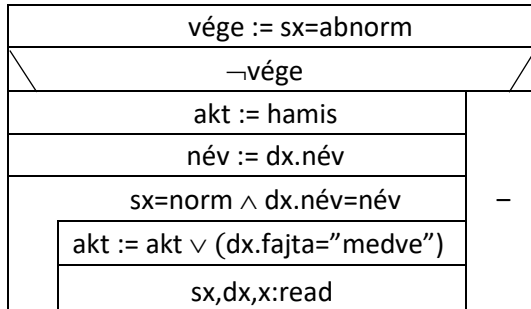 vége := sx=abnorm
¬vége
akt := hamis
név := dx.név
sx=norm ∧ dx.név=név
–
akt := akt ∨ (dx.fajta=”medve”)
sx,dx,x:read